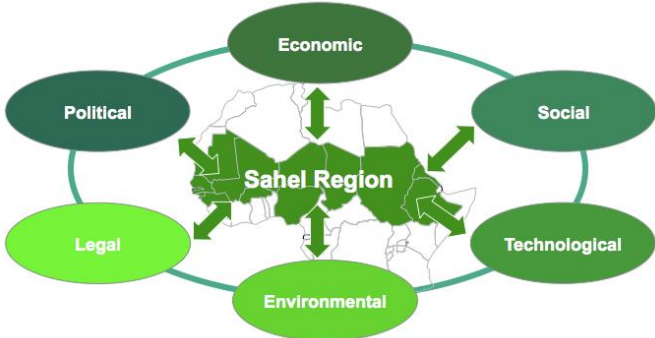 Economic
Political
Social
Sahel Region
Legal
Technological
Environmental